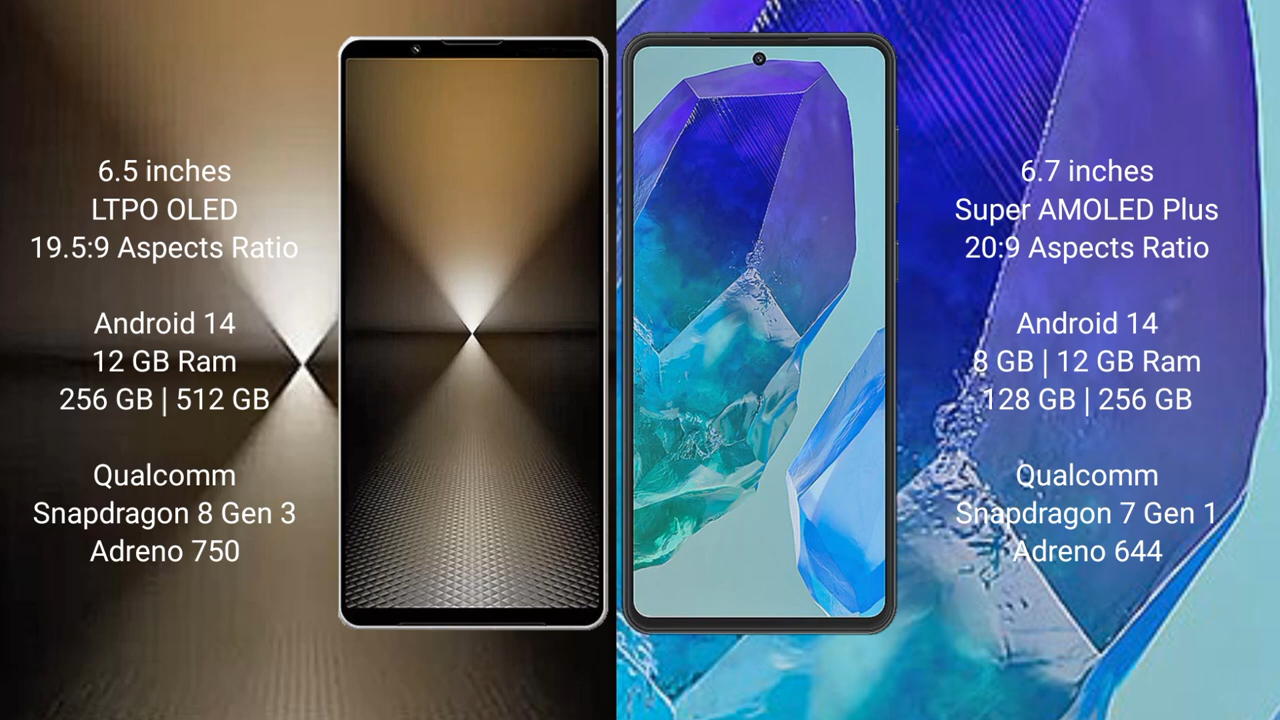 6.5 inches
LTPO OLED
19.5:9 Aspects Ratio
Android 14
12 GB Ram
256 GB | 512 GB
Qualcomm
Snapdragon 8 Gen 3
Adreno 750
6.7 inches
Super AMOLED Plus
20:9 Aspects Ratio
Android 14
8 GB | 12 GB Ram
128 GB | 256 GB
Qualcomm
Snapdragon 7 Gen 1
Adreno 644